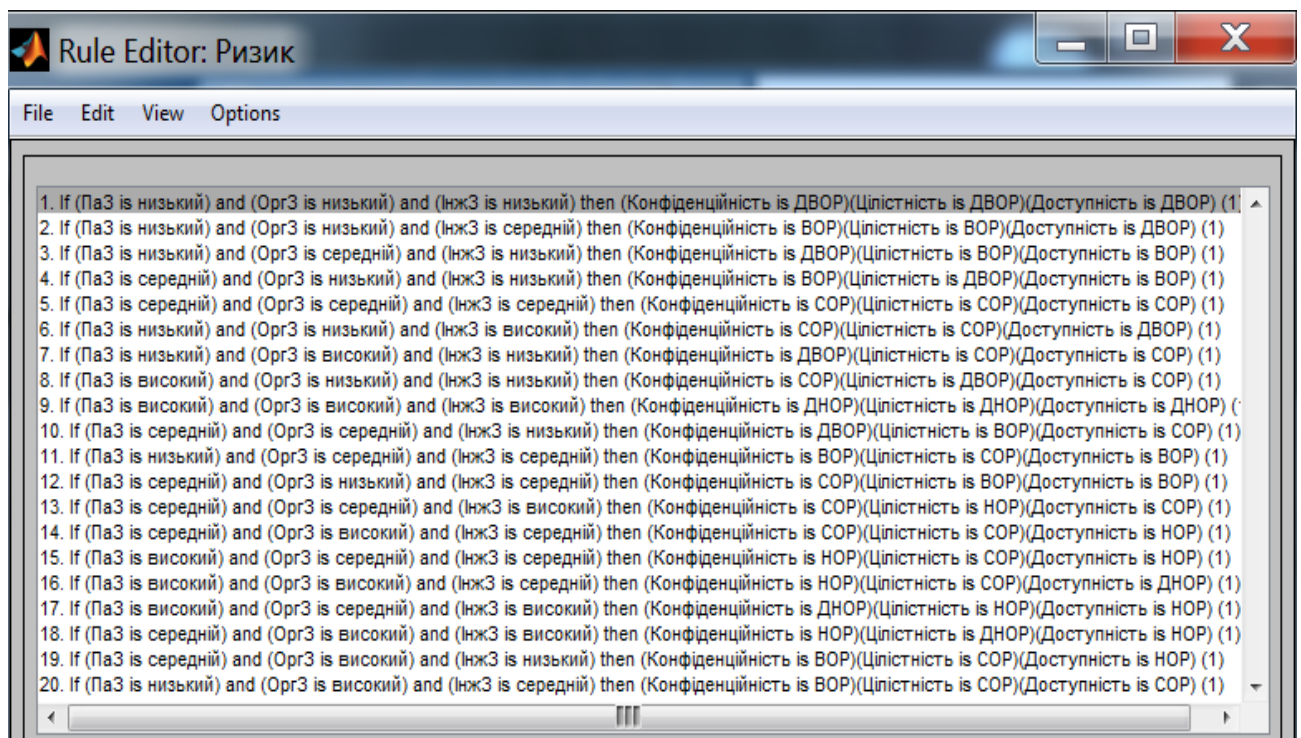 Rule Editor: Ризик
File Edit View Options
1. If (ПаЗ is низький) and (ОргЗ is низький) and (ІнжЗ is низький) then (Конфіденційність is ДВОР)(Цілістність is ДВОР)(Доступність is ДВОР) (1)
2. If (ПаЗ is низький) and (ОргЗ is низький) and (ІнжЗ is середній) then (Конфіденційність is ВОР)(Цілістність is ВОР)(Доступність is ДВОР) (1)
3. If (ПаЗ is низький) and (ОргЗ is середній) and (ІнжЗ is низький) then (Конфіденційність is ДВОР)(Цілістність is ВОР)(Доступність is ВОР) (1)
4. If (ПаЗ is середній) and (ОргЗ is низький) and (ІнжЗ is низький) then (Конфіденційність is ВОР)(Цілістність is ДВОР)(Доступність is ВОР) (1)
5. If (ПаЗ is середній) and (ОргЗ is середній) and (ІнжЗ is середній) then (Конфіденційність is СОР)(Цілістність is СОР)(Доступність is СОР) (1)
6. If (ПаЗ is низький) and (ОргЗ is низький) and (ІнжЗ is високий) then (Конфіденційність is СОР)(Цілістність is СОР)(Доступність is ДВОР) (1)
7. If (ПаЗ is низький) and (ОргЗ is високий) and (ІнжЗ is низький) then (Конфіденційність is ДВОР)(Цілістність is СОР)(Доступність is СОР) (1)
8. If (ПаЗ is високий) and (ОргЗ is низький) and (ІнжЗ is низький) then (Конфіденційність is СОР)(Цілістність is ДВОР)(Доступність is СОР) (1)
9. If (ПаЗ is високий) and (ОргЗ is високий) and (ІнжЗ is високий) then (Конфіденційність is ДНОР)(Цілістність is ДНОР)(Доступність is ДНОР) (
10. If (ПаЗ is середній) and (ОргЗ is середній) and (ІнжЗ is низький) then (Конфіденційність is ДВОР)(Цілістність is ВОР)(Доступність is СОР) (1)
11. If (ПаЗ is низький) and (ОргЗ is середній) and (ІнжЗ is середній) then (Конфіденційність is ВОР)(Цілістність is СОР)(Доступність is ВОР) (1)
12. If (ПаЗ is середній) and (ОргЗ is низький) and (ІнжЗ is середній) then (Конфіденційність is СОР)(Цілістність is ВОР)(Доступність is ВОР) (1)
13. If (ПаЗ is середній) and (ОргЗ is середній) and (ІнжЗ is високий) then (Конфіденційність is СОР)(Цілістність is НОР)(Доступність is СОР) (1)
14. If (ПаЗ is середній) and (ОргЗ is високий) and (ІнжЗ is середній) then (Конфіденційність is СОР)(Цілістність is СОР)(Доступність is НОР) (1)
15. If (ПаЗ is високий) and (ОргЗ is середній) and (ІнжЗ is середній) then (Конфіденційність is НОР)(Цілістність is СОР)(Доступність is НОР) (1)
16. If (ПаЗ is високий) and (ОргЗ is високий) and (ІнжЗ is середній) then (Конфіденційність is НОР)(Цілістність is СОР)(Доступність is ДНОР) (1)
17. If (ПаЗ is високий) and (ОргЗ is середній) and (ІнжЗ is високий) then (Конфіденційність is ДНОР)(Цілістність is НОР)(Доступність is НОР) (1)
18. If (ПаЗ is середній) and (ОргЗ is високий) and (ІнжЗ is високий) then (Конфіденційність is НОР)(Цілістність is ДНОР)(Доступність is НОР) (1)
19. If (ПаЗ is середній) and (ОргЗ is високий) and (ІнжЗ is низький) then (Конфіденційність is ВОР)(Цілістність is СОР)(Доступність is НОР) (1)
20. If (ПаЗ is низький) and (ОргЗ is високий) and (ІнжЗ is середній) then (Конфіденційність is ВОР)(Цілістність is СОР)(Доступність is СОР) (1)